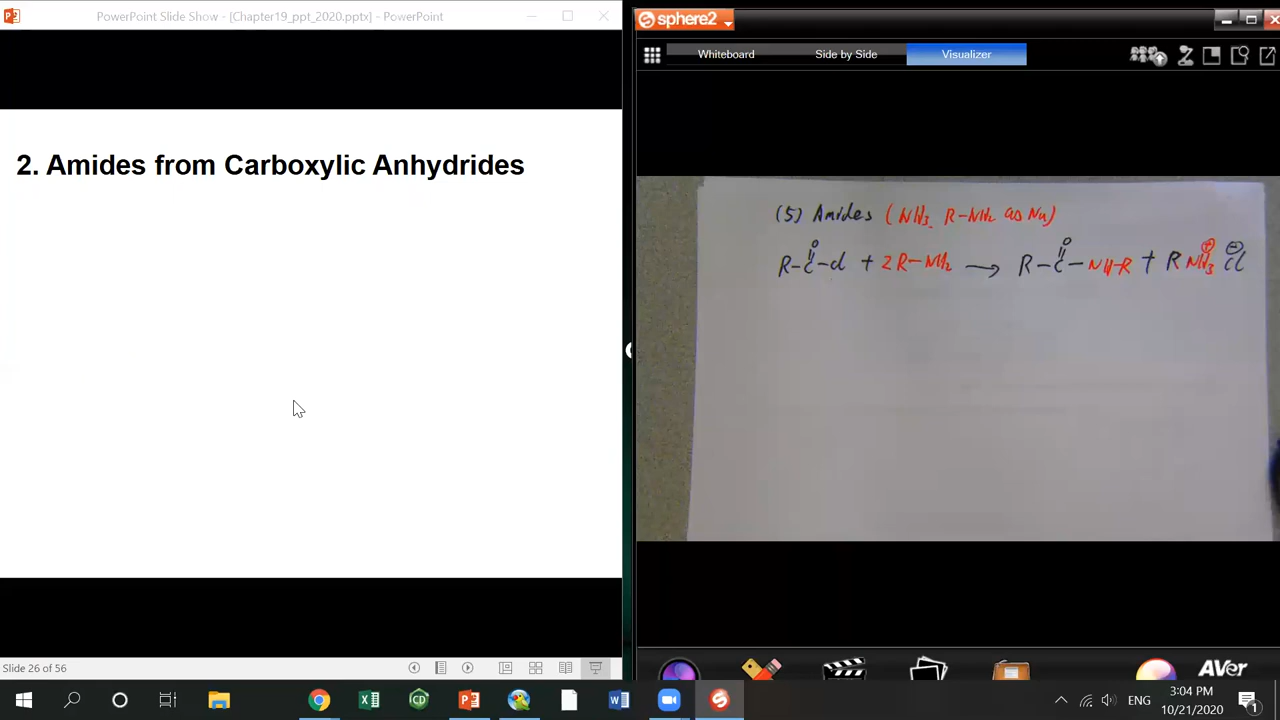 PowerPoint Slide Show - [Chapter19_ppt_2020.pptx] - PowerPoint
2. Amides from Carboxylic Anhydrides
Slide 26 of 56
sphere2
Whiteboard Side by Side Visualizer
(5) Amides (NH3, R-NH2 as Nu)
O O ⊕ ⊖
R-C-Cl + 2R-NH2 → R-C-NH-R + RNH3 Cl
AVer
ENG
3:04 PM
10/21/2020
1